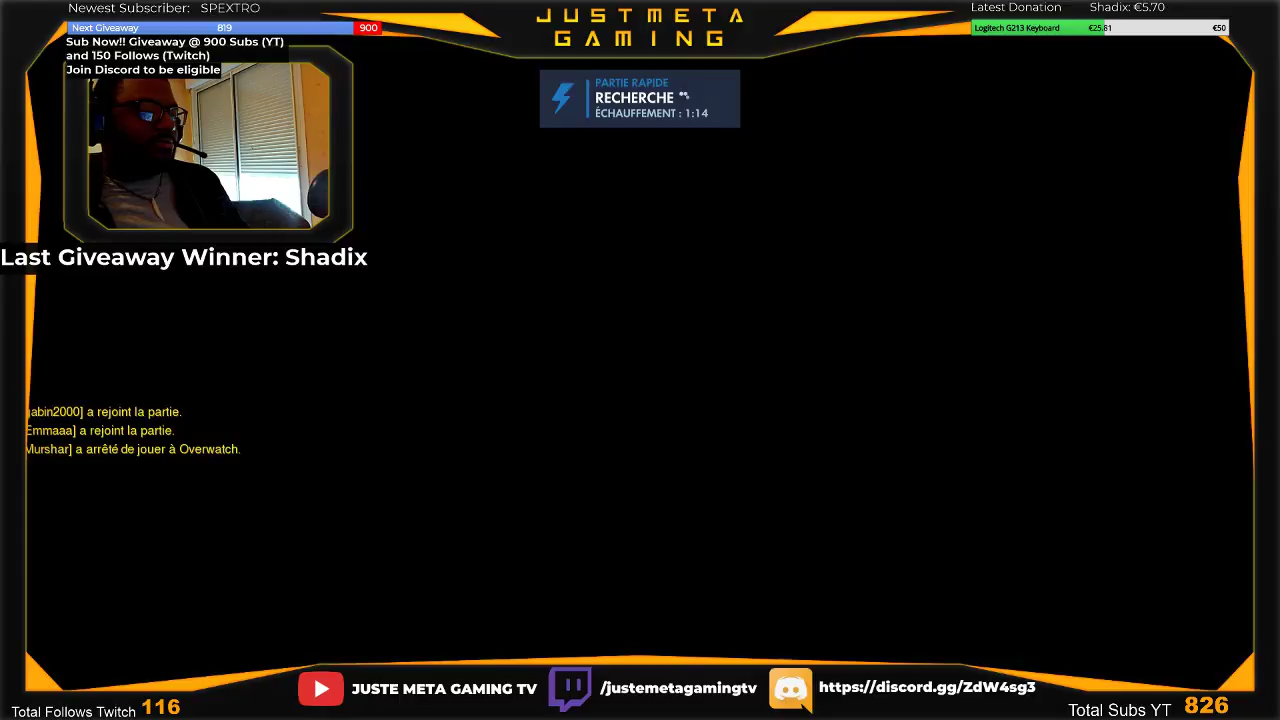 Newest Subscriber: SPEXTRO
Next Giveaway 819 900
Sub Now!! Giveaway @ 900 Subs (YT)
and 150 Follows (Twitch)
Join Discord to be eligible
JUSTMETA
GAMING
Latest Donation Shadix: €5.70
Logitech G213 Keyboard €25.81 €50
PARTIE RAPIDE
RECHERCHE
ÉCHAUFFEMENT : 1:14
Last Giveaway Winner: Shadix
gabin2000] a rejoint la partie.
Emmaaa] a rejoint la partie.
Murshar] a arrêté de jouer à Overwatch.
JUSTE META GAMING TV /justemetagamingtv https://discord.gg/ZdW4sg3
Total Follows Twitch 116
Total Subs YT 826